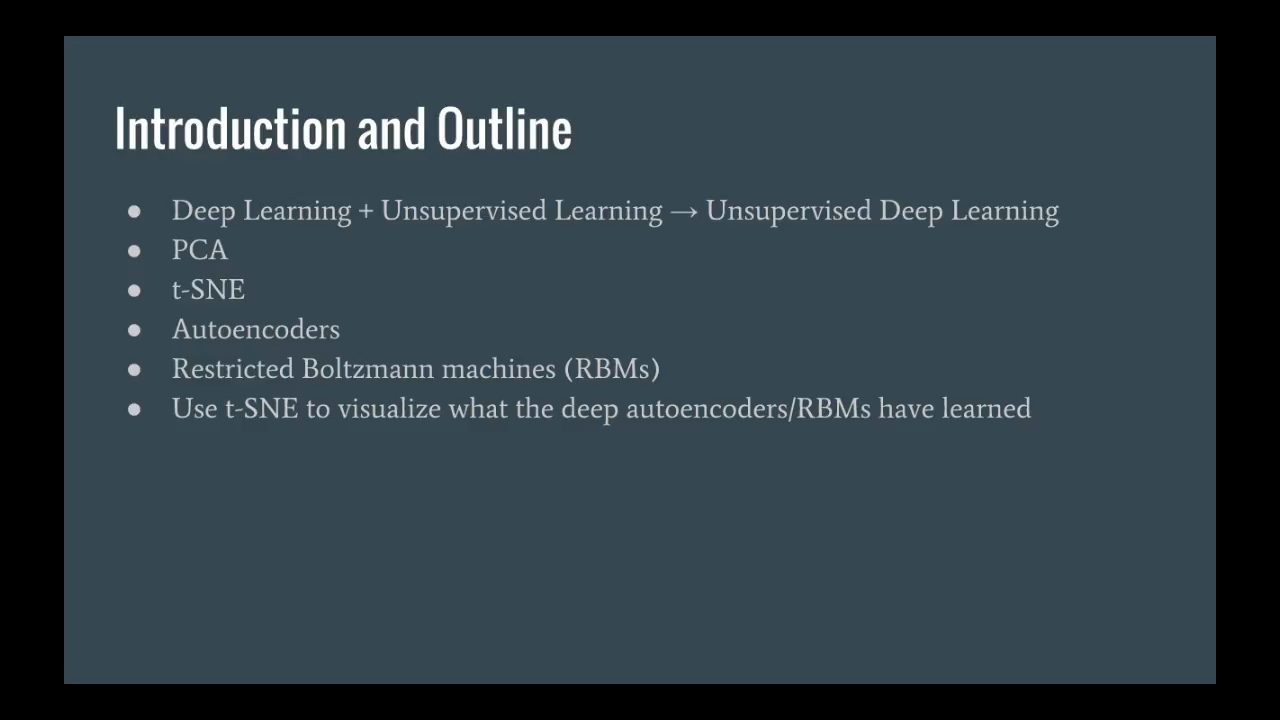 Introduction and Outline
● Deep Learning + Unsupervised Learning → Unsupervised Deep Learning
● PCA
● t-SNE
● Autoencoders
● Restricted Boltzmann machines (RBMs)
● Use t-SNE to visualize what the deep autoencoders/RBMs have learned